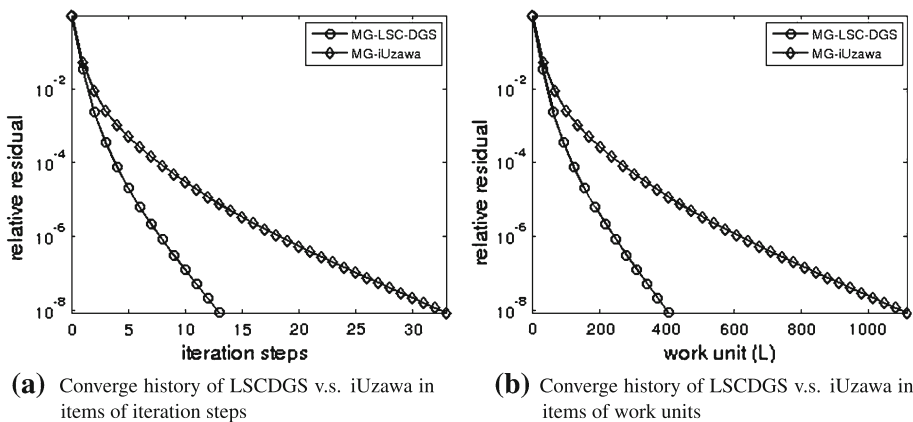 MG-LSC-DGS
MG-iUzawa
10^-2
10^-4
10^-6
10^-8
relative residual
0 5 10 15 20 25 30
iteration steps
MG-LSC-DGS
MG-iUzawa
10^-2
10^-4
10^-6
10^-8
relative residual
0 200 400 600 800 1000
work unit (L)
(a) Converge history of LSCDGS v.s. iUzawa in
items of iteration steps
(b) Converge history of LSCDGS v.s. iUzawa in
items of work units